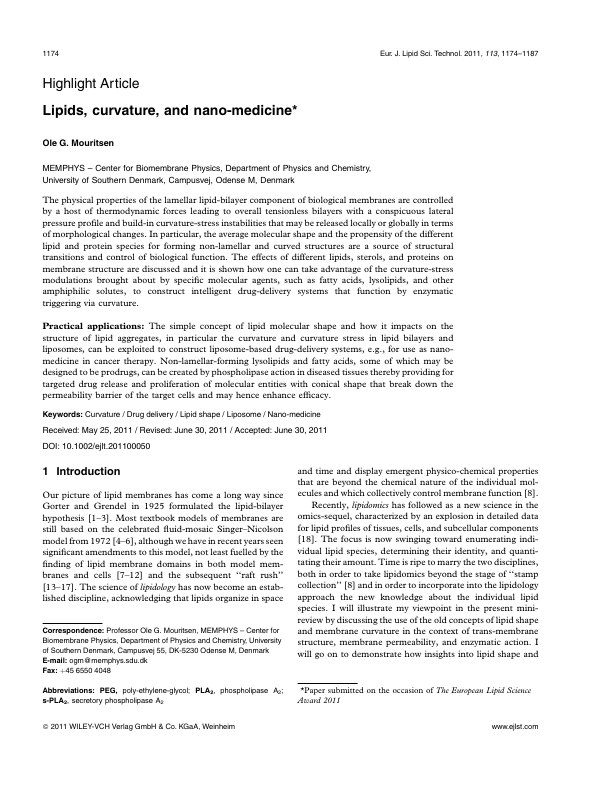 1174
Eur. J. Lipid Sci. Technol. 2011, 113, 1174–1187
Highlight Article
Lipids, curvature, and nano-medicine*
Ole G. Mouritsen
MEMPHYS – Center for Biomembrane Physics, Department of Physics and Chemistry,
University of Southern Denmark, Campusvej, Odense M, Denmark
The physical properties of the lamellar lipid-bilayer component of biological membranes are controlled
by a host of thermodynamic forces leading to overall tensionless bilayers with a conspicuous lateral
pressure profile and build-in curvature-stress instabilities that may be released locally or globally in terms
of morphological changes. In particular, the average molecular shape and the propensity of the different
lipid and protein species for forming non-lamellar and curved structures are a source of structural
transitions and control of biological function. The effects of different lipids, sterols, and proteins on
membrane structure are discussed and it is shown how one can take advantage of the curvature-stress
modulations brought about by specific molecular agents, such as fatty acids, lysolipids, and other
amphiphilic solutes, to construct intelligent drug-delivery systems that function by enzymatic
triggering via curvature.
Practical applications: The simple concept of lipid molecular shape and how it impacts on the
structure of lipid aggregates, in particular the curvature and curvature stress in lipid bilayers and
liposomes, can be exploited to construct liposome-based drug-delivery systems, e.g., for use as nano-
medicine in cancer therapy. Non-lamellar-forming lysolipids and fatty acids, some of which may be
designed to be prodrugs, can be created by phospholipase action in diseased tissues thereby providing for
targeted drug release and proliferation of molecular entities with conical shape that break down the
permeability barrier of the target cells and may hence enhance efficacy.
Keywords: Curvature / Drug delivery / Lipid shape / Liposome / Nano-medicine
Received: May 25, 2011 / Revised: June 30, 2011 / Accepted: June 30, 2011
DOI: 10.1002/ejlt.201100050
1 Introduction
Our picture of lipid membranes has come a long way since
Gorter and Grendel in 1925 formulated the lipid-bilayer
hypothesis [1–3]. Most textbook models of membranes are
still based on the celebrated fluid-mosaic Singer–Nicolson
model from 1972 [4–6], although we have in recent years seen
significant amendments to this model, not least fuelled by the
finding of lipid membrane domains in both model mem-
branes and cells [7–12] and the subsequent ‘‘raft rush’’
[13–17]. The science of lipidology has now become an estab-
lished discipline, acknowledging that lipids organize in space
Correspondence: Professor Ole G. Mouritsen, MEMPHYS – Center for
Biomembrane Physics, Department of Physics and Chemistry, University
of Southern Denmark, Campusvej 55, DK-5230 Odense M, Denmark
E-mail: ogm@memphys.sdu.dk
Fax: +45 6550 4048
Abbreviations: PEG, poly-ethylene-glycol; PLA₂, phospholipase A₂;
s-PLA₂, secretory phospholipase A₂
and time and display emergent physico-chemical properties
that are beyond the chemical nature of the individual mol-
ecules and which collectively control membrane function [8].
Recently, lipidomics has followed as a new science in the
omics-sequel, characterized by an explosion in detailed data
for lipid profiles of tissues, cells, and subcellular components
[18]. The focus is now swinging toward enumerating indi-
vidual lipid species, determining their identity, and quanti-
tating their amount. Time is ripe to marry the two disciplines,
both in order to take lipidomics beyond the stage of ‘‘stamp
collection’’ [8] and in order to incorporate into the lipidology
approach the new knowledge about the individual lipid
species. I will illustrate my viewpoint in the present mini-
review by discussing the use of the old concepts of lipid shape
and membrane curvature in the context of trans-membrane
structure, membrane permeability, and enzymatic action. I
will go on to demonstrate how insights into lipid shape and
*Paper submitted on the occasion of The European Lipid Science
Award 2011
© 2011 WILEY-VCH Verlag GmbH & Co. KGaA, Weinheim
www.ejlst.com